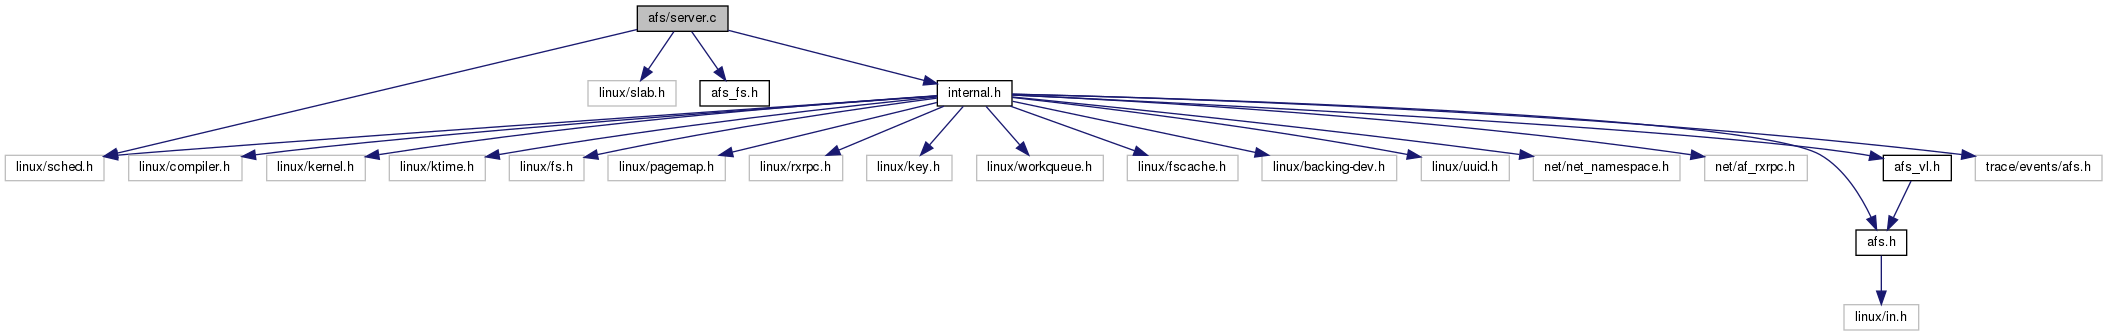 afs/server.c
linux/slab.h
afs_fs.h
internal.h
linux/sched.h
linux/compiler.h
linux/kernel.h
linux/ktime.h
linux/fs.h
linux/pagemap.h
linux/rxrpc.h
linux/key.h
linux/workqueue.h
linux/fscache.h
linux/backing-dev.h
linux/uuid.h
net/net_namespace.h
net/af_rxrpc.h
afs_vl.h
trace/events/afs.h
afs.h
linux/in.h